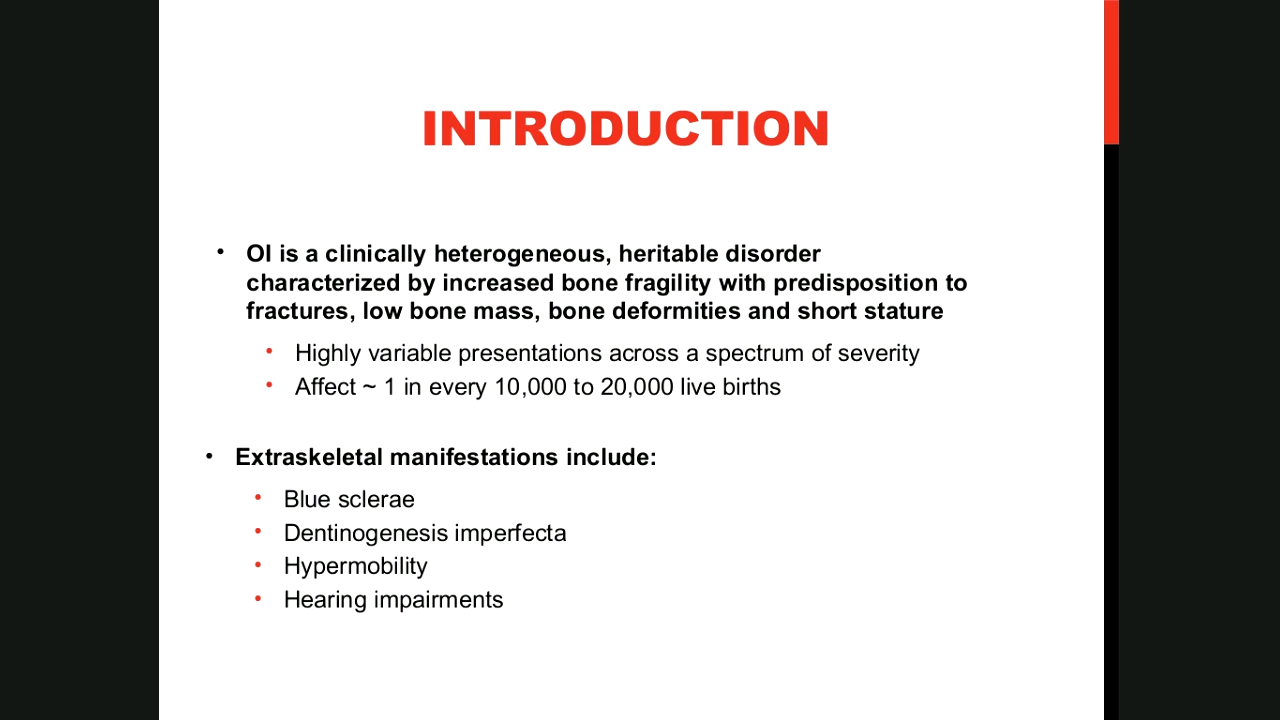 INTRODUCTION
• OI is a clinically heterogeneous, heritable disorder
characterized by increased bone fragility with predisposition to
fractures, low bone mass, bone deformities and short stature
• Highly variable presentations across a spectrum of severity
• Affect ~ 1 in every 10,000 to 20,000 live births
• Extraskeletal manifestations include:
• Blue sclerae
• Dentinogenesis imperfecta
• Hypermobility
• Hearing impairments